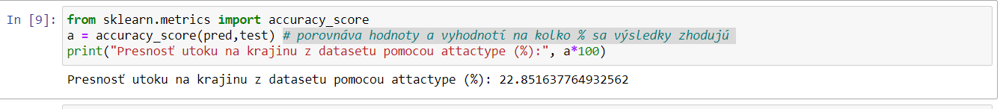 In [9]: from sklearn.metrics import accuracy_score
a = accuracy_score(pred,test) # porovnáva hodnoty a vyhodnotí na kolko % sa výsledky zhodujú
print("Presnosť utoku na krajinu z datasetu pomocou attactype (%):", a*100)
Presnosť utoku na krajinu z datasetu pomocou attactype (%): 22.851637764932562